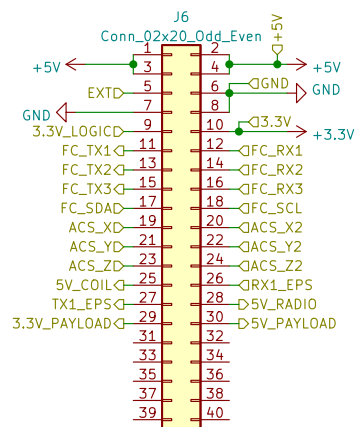 J6
+5V
Conn_02x20_Odd_Even
1 2
+5V 3 4 +5V
EXT 5 6 GND GND
GND 7 8
3.3V_LOGIC 9 10 3.3V +3.3V
FC_TX1 11 12 FC_RX1
FC_TX2 13 14 FC_RX2
FC_TX3 15 16 FC_RX3
FC_SDA 17 18 FC_SCL
ACS_X 19 20 ACS_X2
ACS_Y 21 22 ACS_Y2
ACS_Z 23 24 ACS_Z2
5V_COIL 25 26 RX1_EPS
TX1_EPS 27 28 5V_RADIO
3.3V_PAYLOAD 29 30 5V_PAYLOAD
31 32
33 34
35 36
37 38
39 40